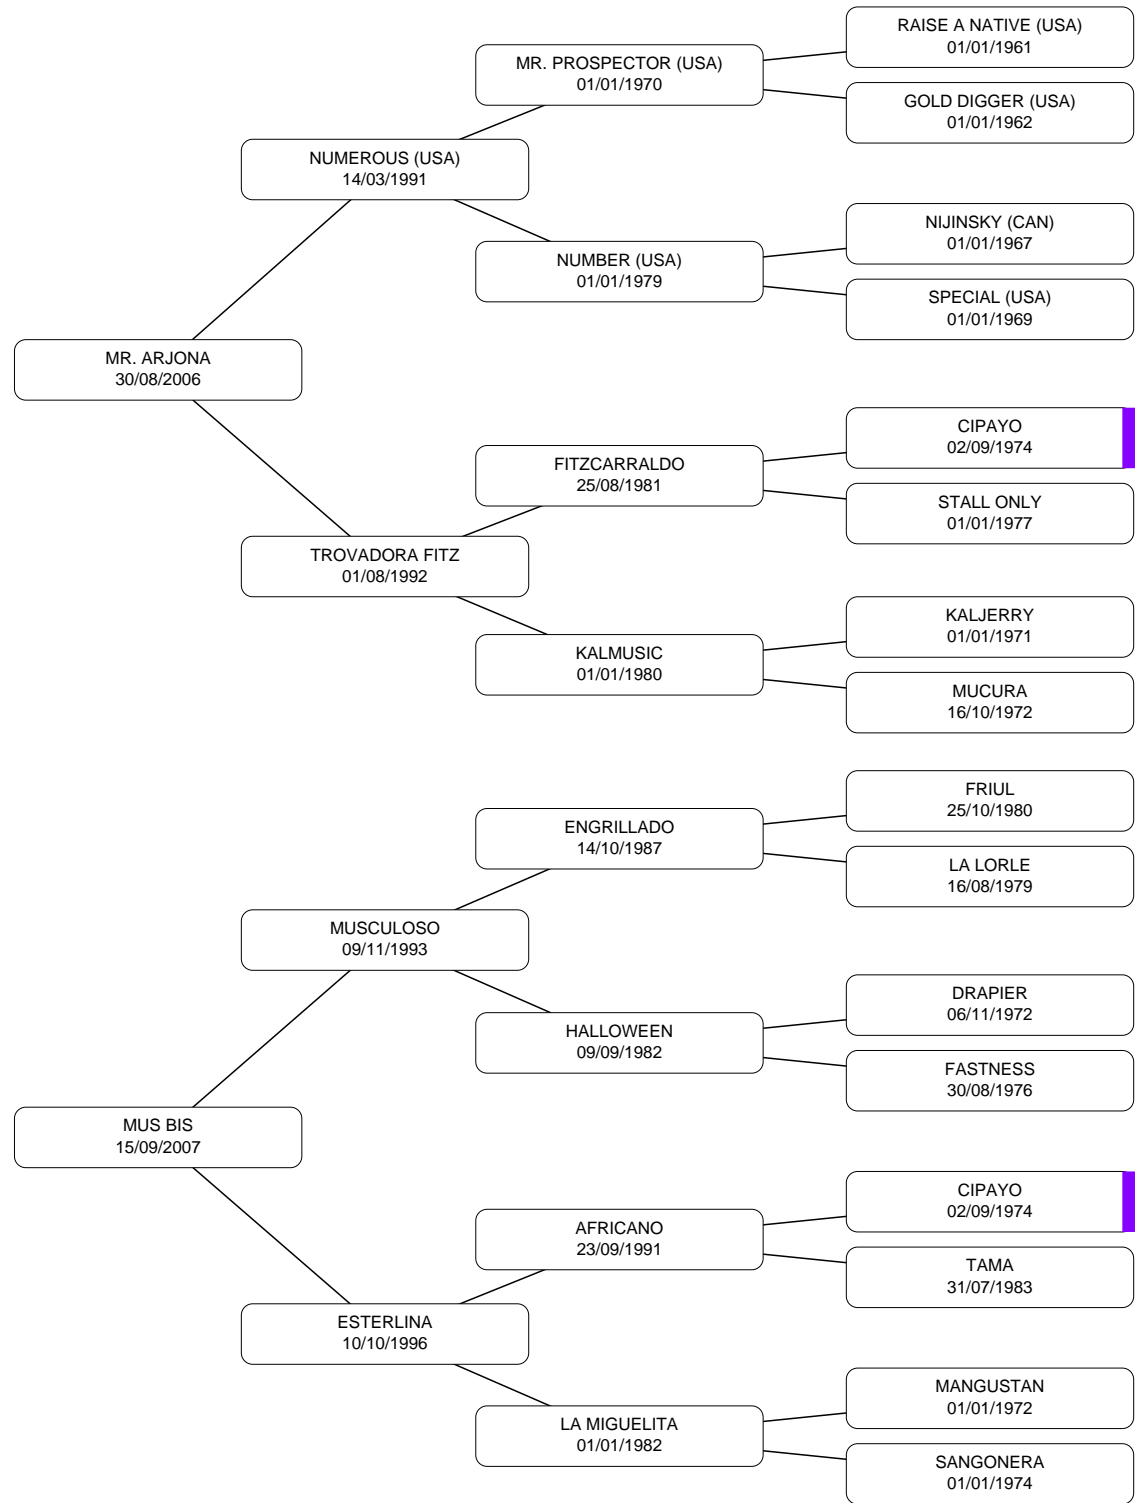 RAISE A NATIVE (USA)
01/01/1961
MR. PROSPECTOR (USA)
01/01/1970
GOLD DIGGER (USA)
01/01/1962
NUMEROUS (USA)
14/03/1991
NIJINSKY (CAN)
01/01/1967
NUMBER (USA)
01/01/1979
SPECIAL (USA)
01/01/1969
MR. ARJONA
30/08/2006
CIPAYO
02/09/1974
FITZCARRALDO
25/08/1981
STALL ONLY
01/01/1977
TROVADORA FITZ
01/08/1992
KALJERRY
01/01/1971
KALMUSIC
01/01/1980
MUCURA
16/10/1972
FRIUL
25/10/1980
ENGRILLADO
14/10/1987
LA LORLE
16/08/1979
MUSCULOSO
09/11/1993
DRAPIER
06/11/1972
HALLOWEEN
09/09/1982
FASTNESS
30/08/1976
MUS BIS
15/09/2007
CIPAYO
02/09/1974
AFRICANO
23/09/1991
TAMA
31/07/1983
ESTERLINA
10/10/1996
MANGUSTAN
01/01/1972
LA MIGUELITA
01/01/1982
SANGONERA
01/01/1974